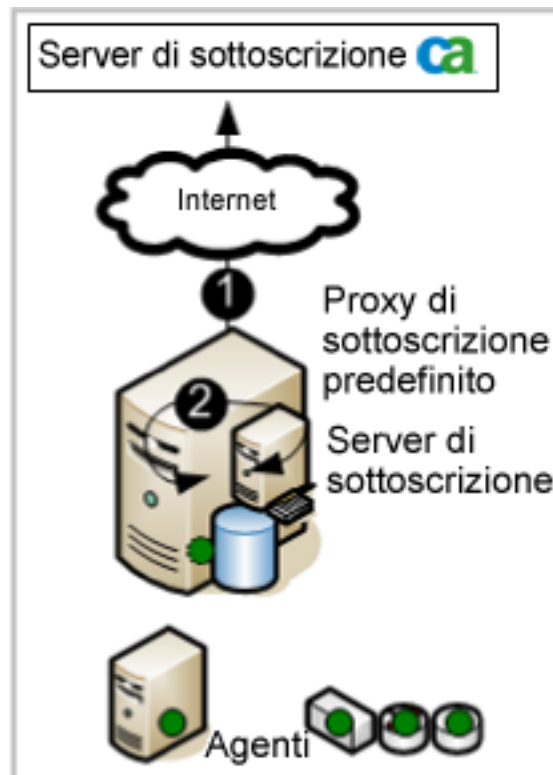 Server di sottoscrizione ca
Internet
1
Proxy di
sottoscrizione
predefinito
2
Server di
sottoscrizione
Agenti